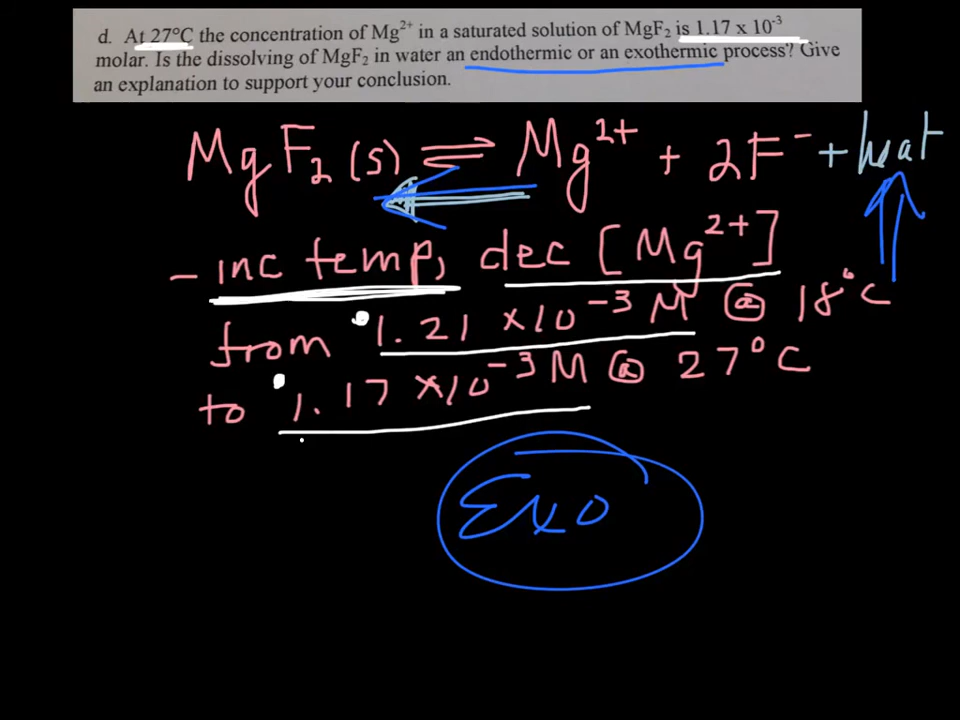 d. At 27°C the concentration of Mg²⁺ in a saturated solution of MgF₂ is 1.17 x 10⁻³
molar. Is the dissolving of MgF₂ in water an endothermic or an exothermic process? Give
an explanation to support your conclusion.
MgF₂(s) ⇌ Mg²⁺ + 2F⁻ + heat
- inc temp, dec [Mg²⁺]
from 1.21 ×10⁻³ M @ 18°C
to 1.17 ×10⁻³ M @ 27°C
Exo